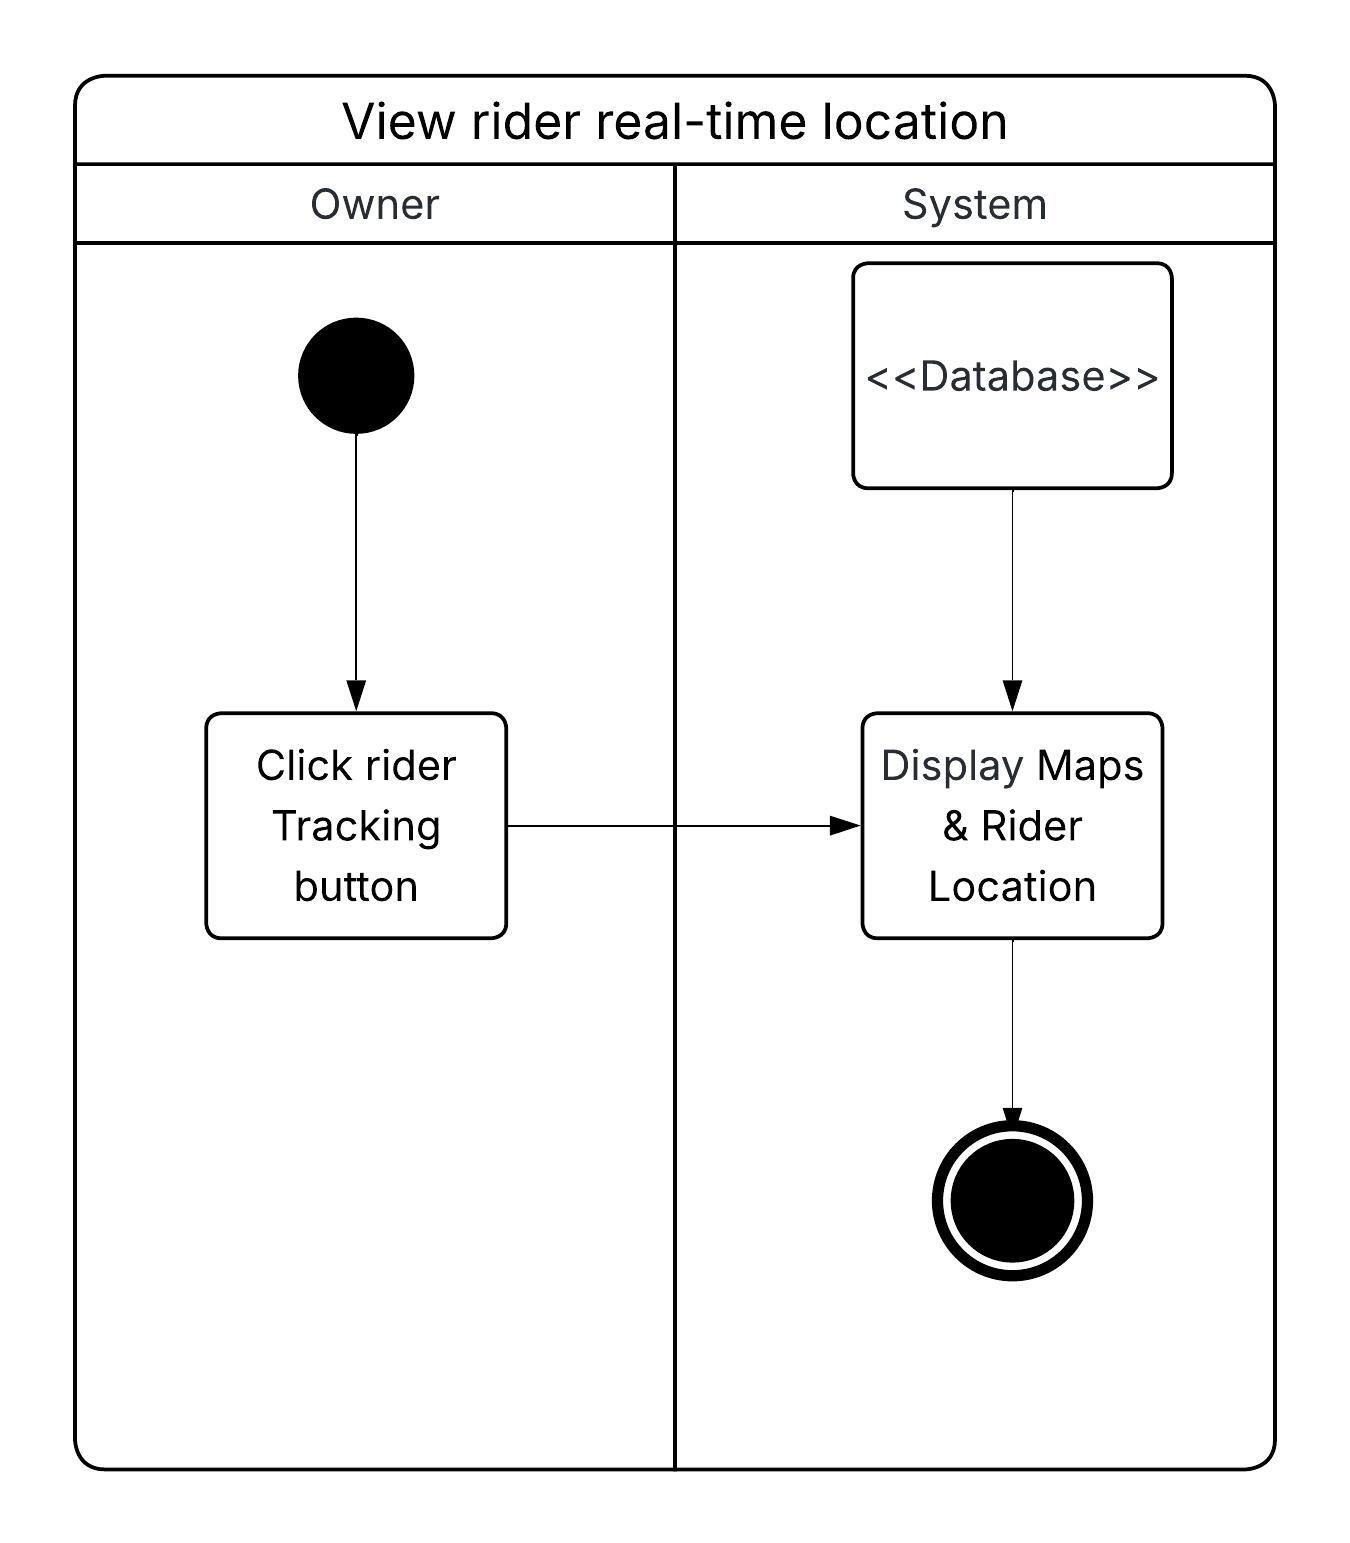 View rider real-time location
Owner
System
<<Database>>
Click rider
Tracking
button
Display Maps
& Rider
Location